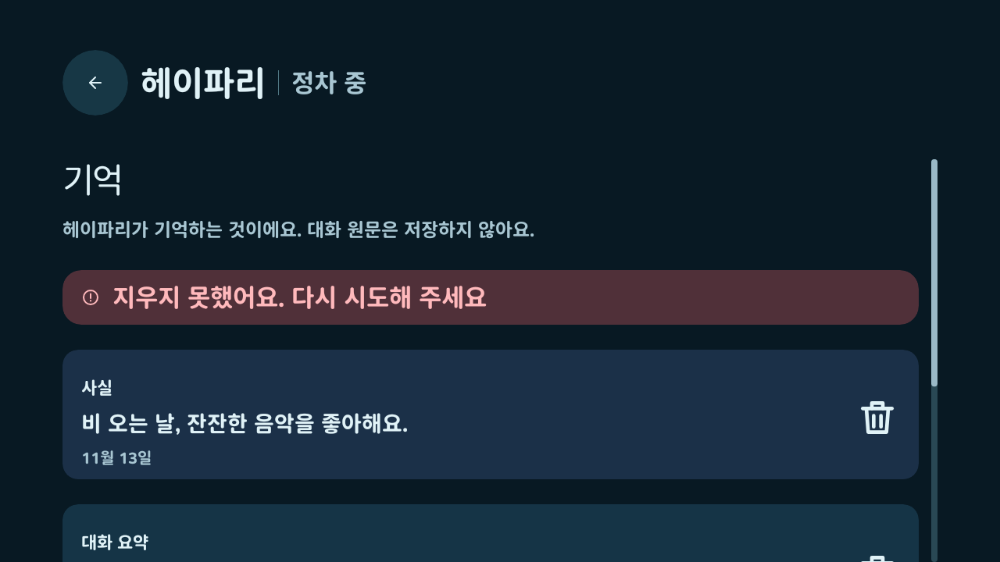 헤이파리
정차 중
기억
헤이파리가 기억하는 것이에요. 대화 원문은 저장하지 않아요.
지우지 못했어요. 다시 시도해 주세요
사실
비 오는 날, 잔잔한 음악을 좋아해요.
11월 13일
대화 요약